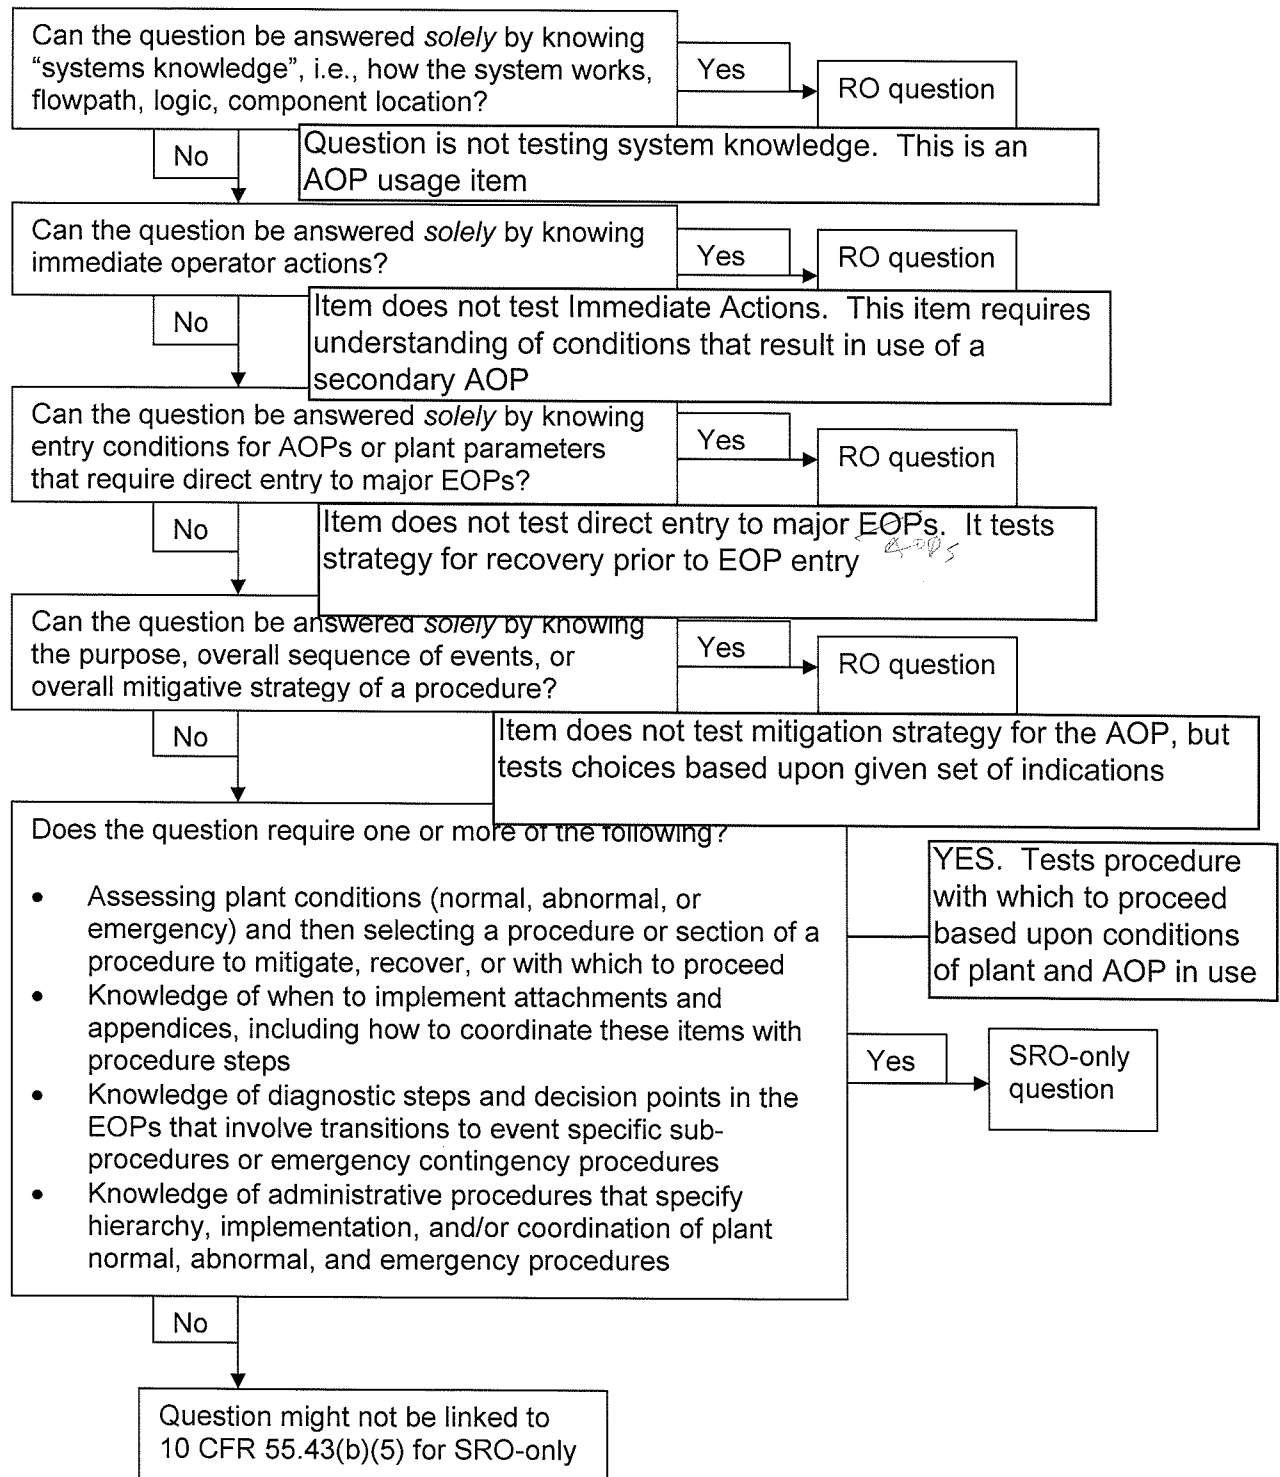 Can the question be answered solely by knowing
“systems knowledge”, i.e., how the system works,
flowpath, logic, component location?
Yes
RO question
No
Question is not testing system knowledge. This is an
AOP usage item
Can the question be answered solely by knowing
immediate operator actions?
Yes
RO question
No
Item does not test Immediate Actions. This item requires
understanding of conditions that result in use of a
secondary AOP
Can the question be answered solely by knowing
entry conditions for AOPs or plant parameters
that require direct entry to major EOPs?
Yes
RO question
No
Item does not test direct entry to major EOPs. It tests
AOPs
strategy for recovery prior to EOP entry
Can the question be answered solely by knowing
the purpose, overall sequence of events, or
overall mitigative strategy of a procedure?
Yes
RO question
No
Item does not test mitigation strategy for the AOP, but
tests choices based upon given set of indications
Does the question require one or more of the following?
• Assessing plant conditions (normal, abnormal, or
emergency) and then selecting a procedure or section of a
procedure to mitigate, recover, or with which to proceed
• Knowledge of when to implement attachments and
appendices, including how to coordinate these items with
procedure steps
• Knowledge of diagnostic steps and decision points in the
EOPs that involve transitions to event specific sub-
procedures or emergency contingency procedures
• Knowledge of administrative procedures that specify
hierarchy, implementation, and/or coordination of plant
normal, abnormal, and emergency procedures
YES. Tests procedure
with which to proceed
based upon conditions
of plant and AOP in use
Yes
SRO-only
question
No
Question might not be linked to
10 CFR 55.43(b)(5) for SRO-only